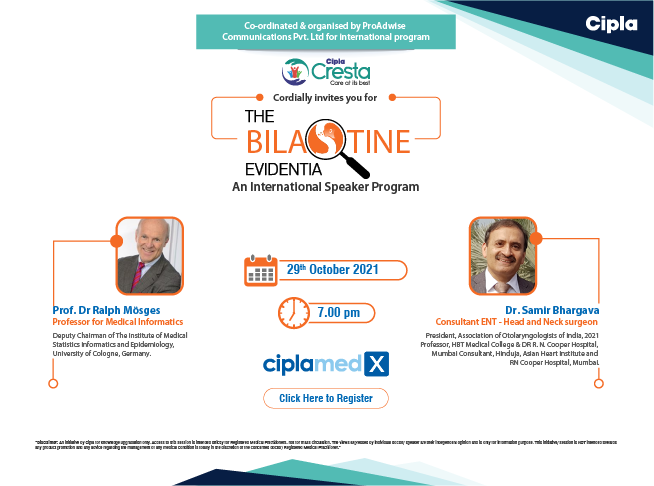 Co-ordinated & organised by ProAdwise
Communications Pvt. Ltd for international program
Cipla
Cipla
Cresta
Care at its best
Cordially invites you for
THE
BILASTINE
EVIDENTIA
An International Speaker Program
29th October 2021
7.00 pm
ciplamed X
Click Here to Register
Prof. Dr Ralph Mösges
Professor for Medical Informatics
Deputy Chairman of The Institute of Medical
Statistics Informatics and Epidemiology,
University of Cologne, Germany.
Dr. Samir Bhargava
Consultant ENT - Head and Neck surgeon
President, Association of Otolaryngologists of India, 2021
Professor, HBT Medical College & DR R. N. Cooper Hospital,
Mumbai Consultant, Hinduja, Asian Heart Institute and
RN Cooper Hospital, Mumbai